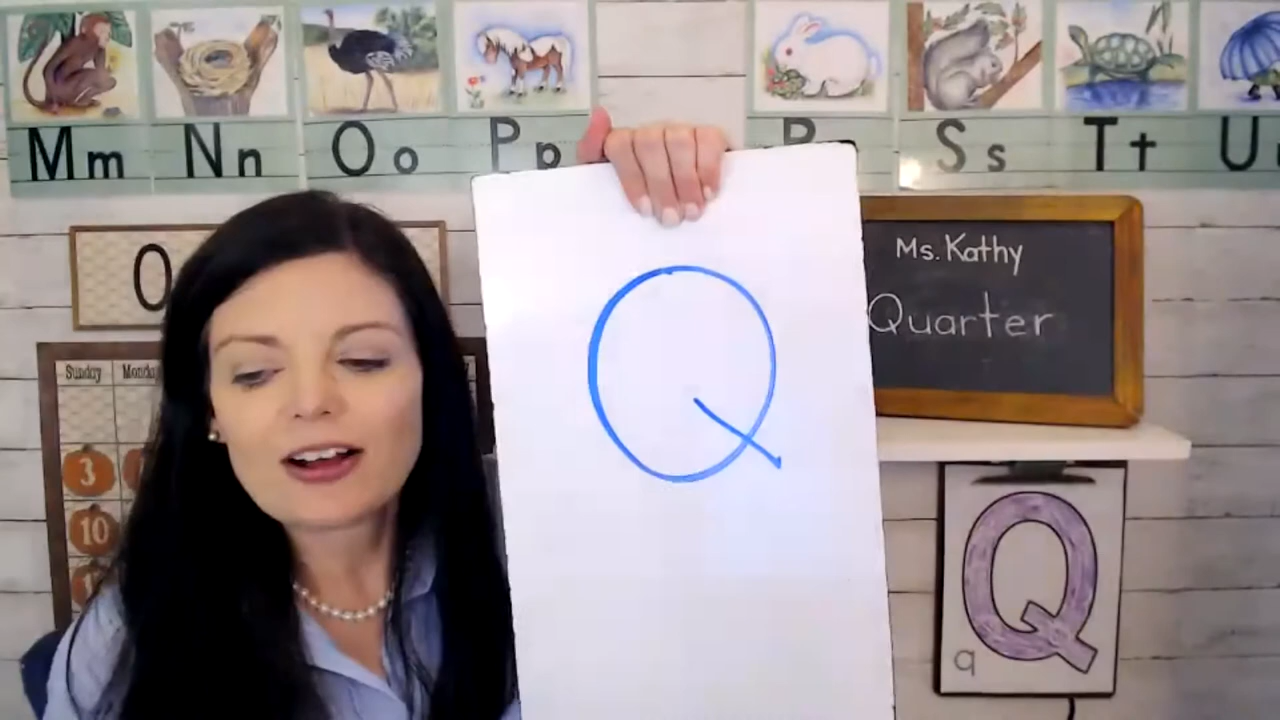 Mm Nn Oo Pp R Ss Tt U
O
Sunday Monday
3
10
Q
Ms. Kathy
Quarter
Q
q